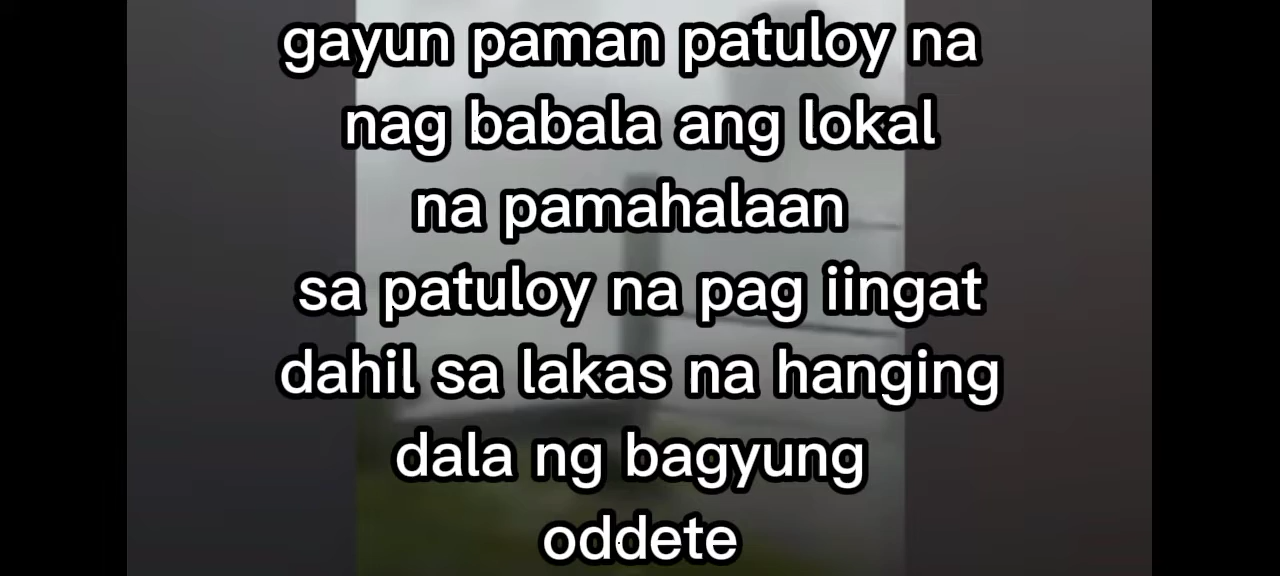 gayun paman patuloy na
nag babala ang lokal
na pamahalaan
sa patuloy na pag iingat
dahil sa lakas na hanging
dala ng bagyung
oddete